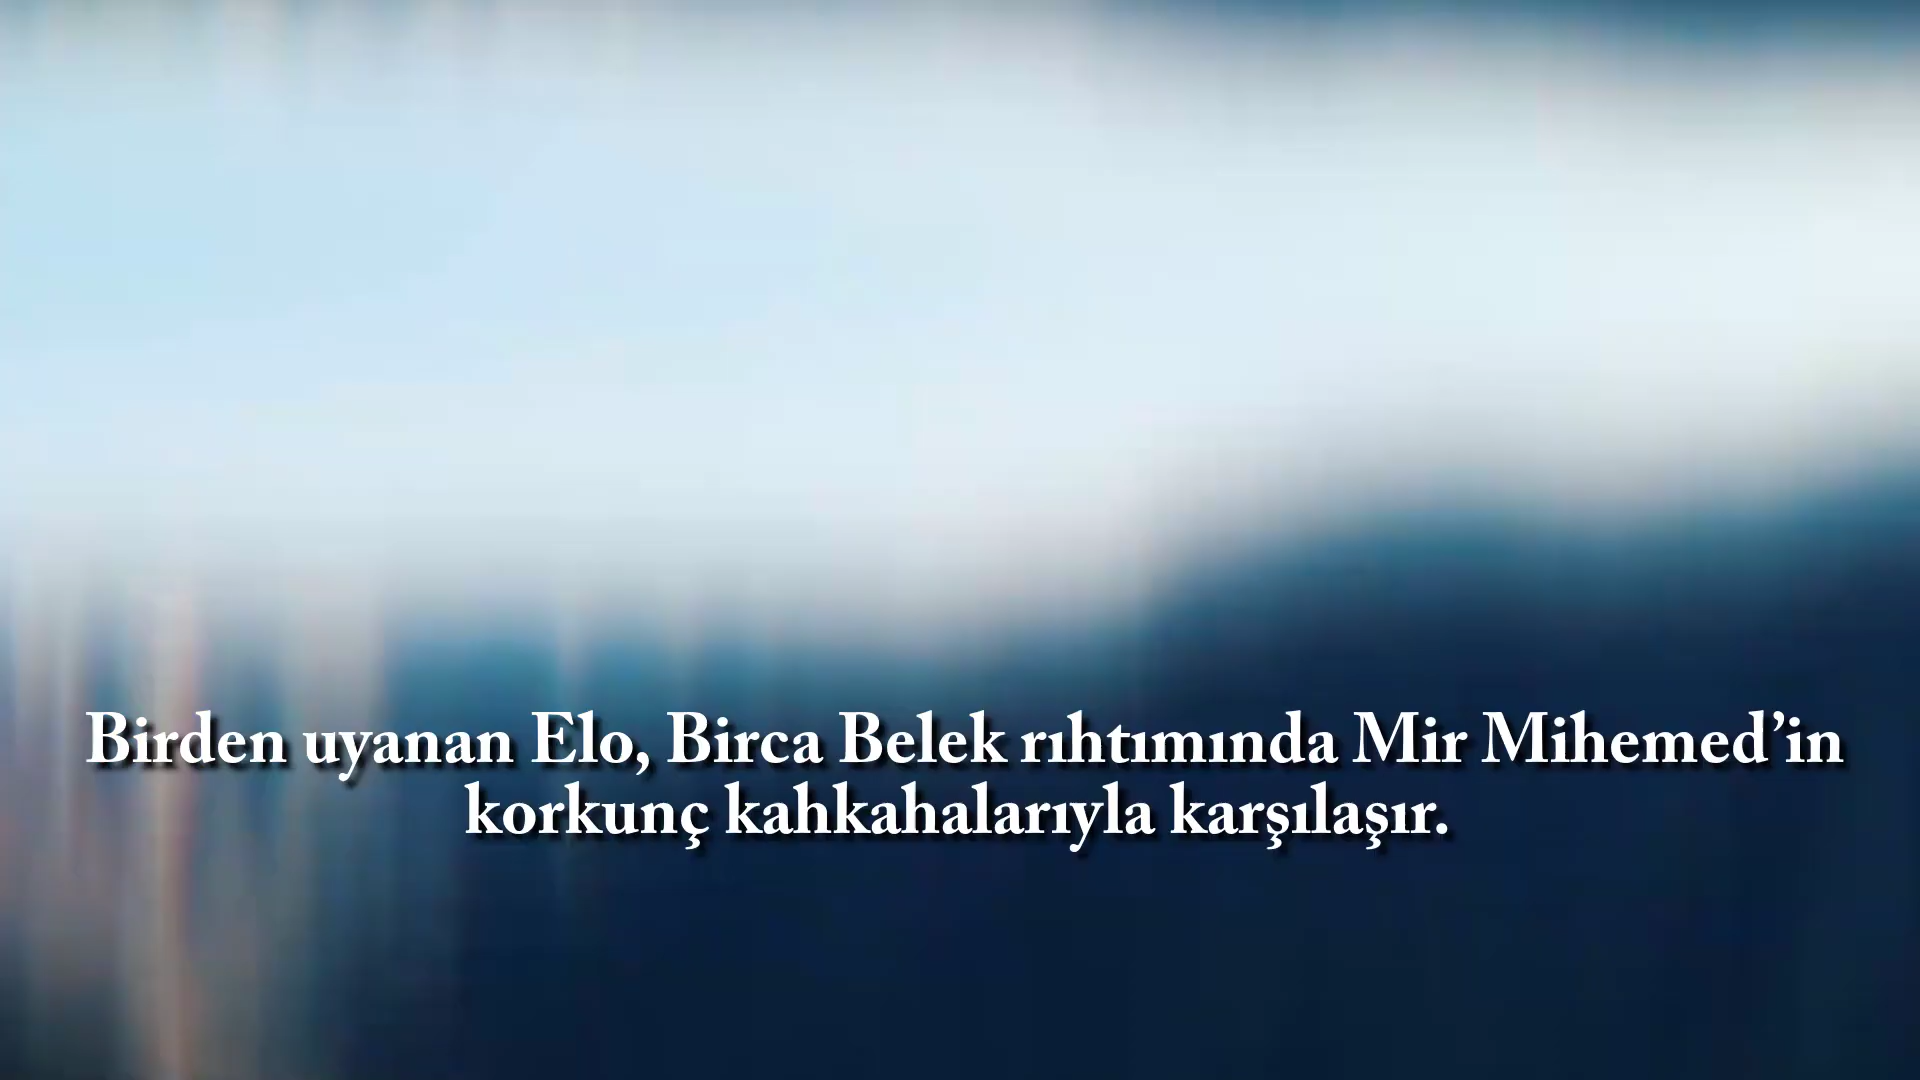 Birden uyanan Elo, Birca Belek rıhtımında Mir Mihemed’in
korkunç kahkahalarıyla karşılaşır.